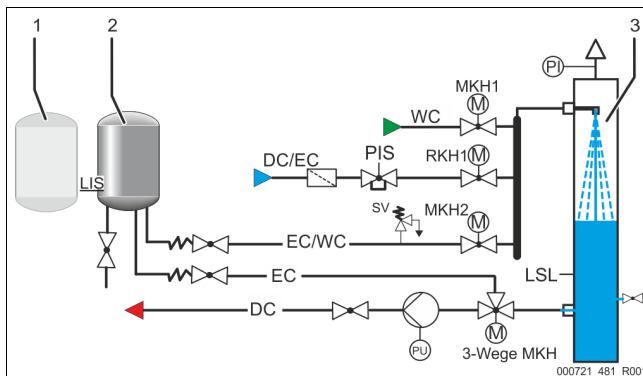 1
2
3
PI
MKH1
M
WC
DC/EC
PIS
RKH1
M
LIS
SV
MKH2
M
EC/WC
EC
LSL
DC
M
PU
3-Wege MKH
000721 481 R00